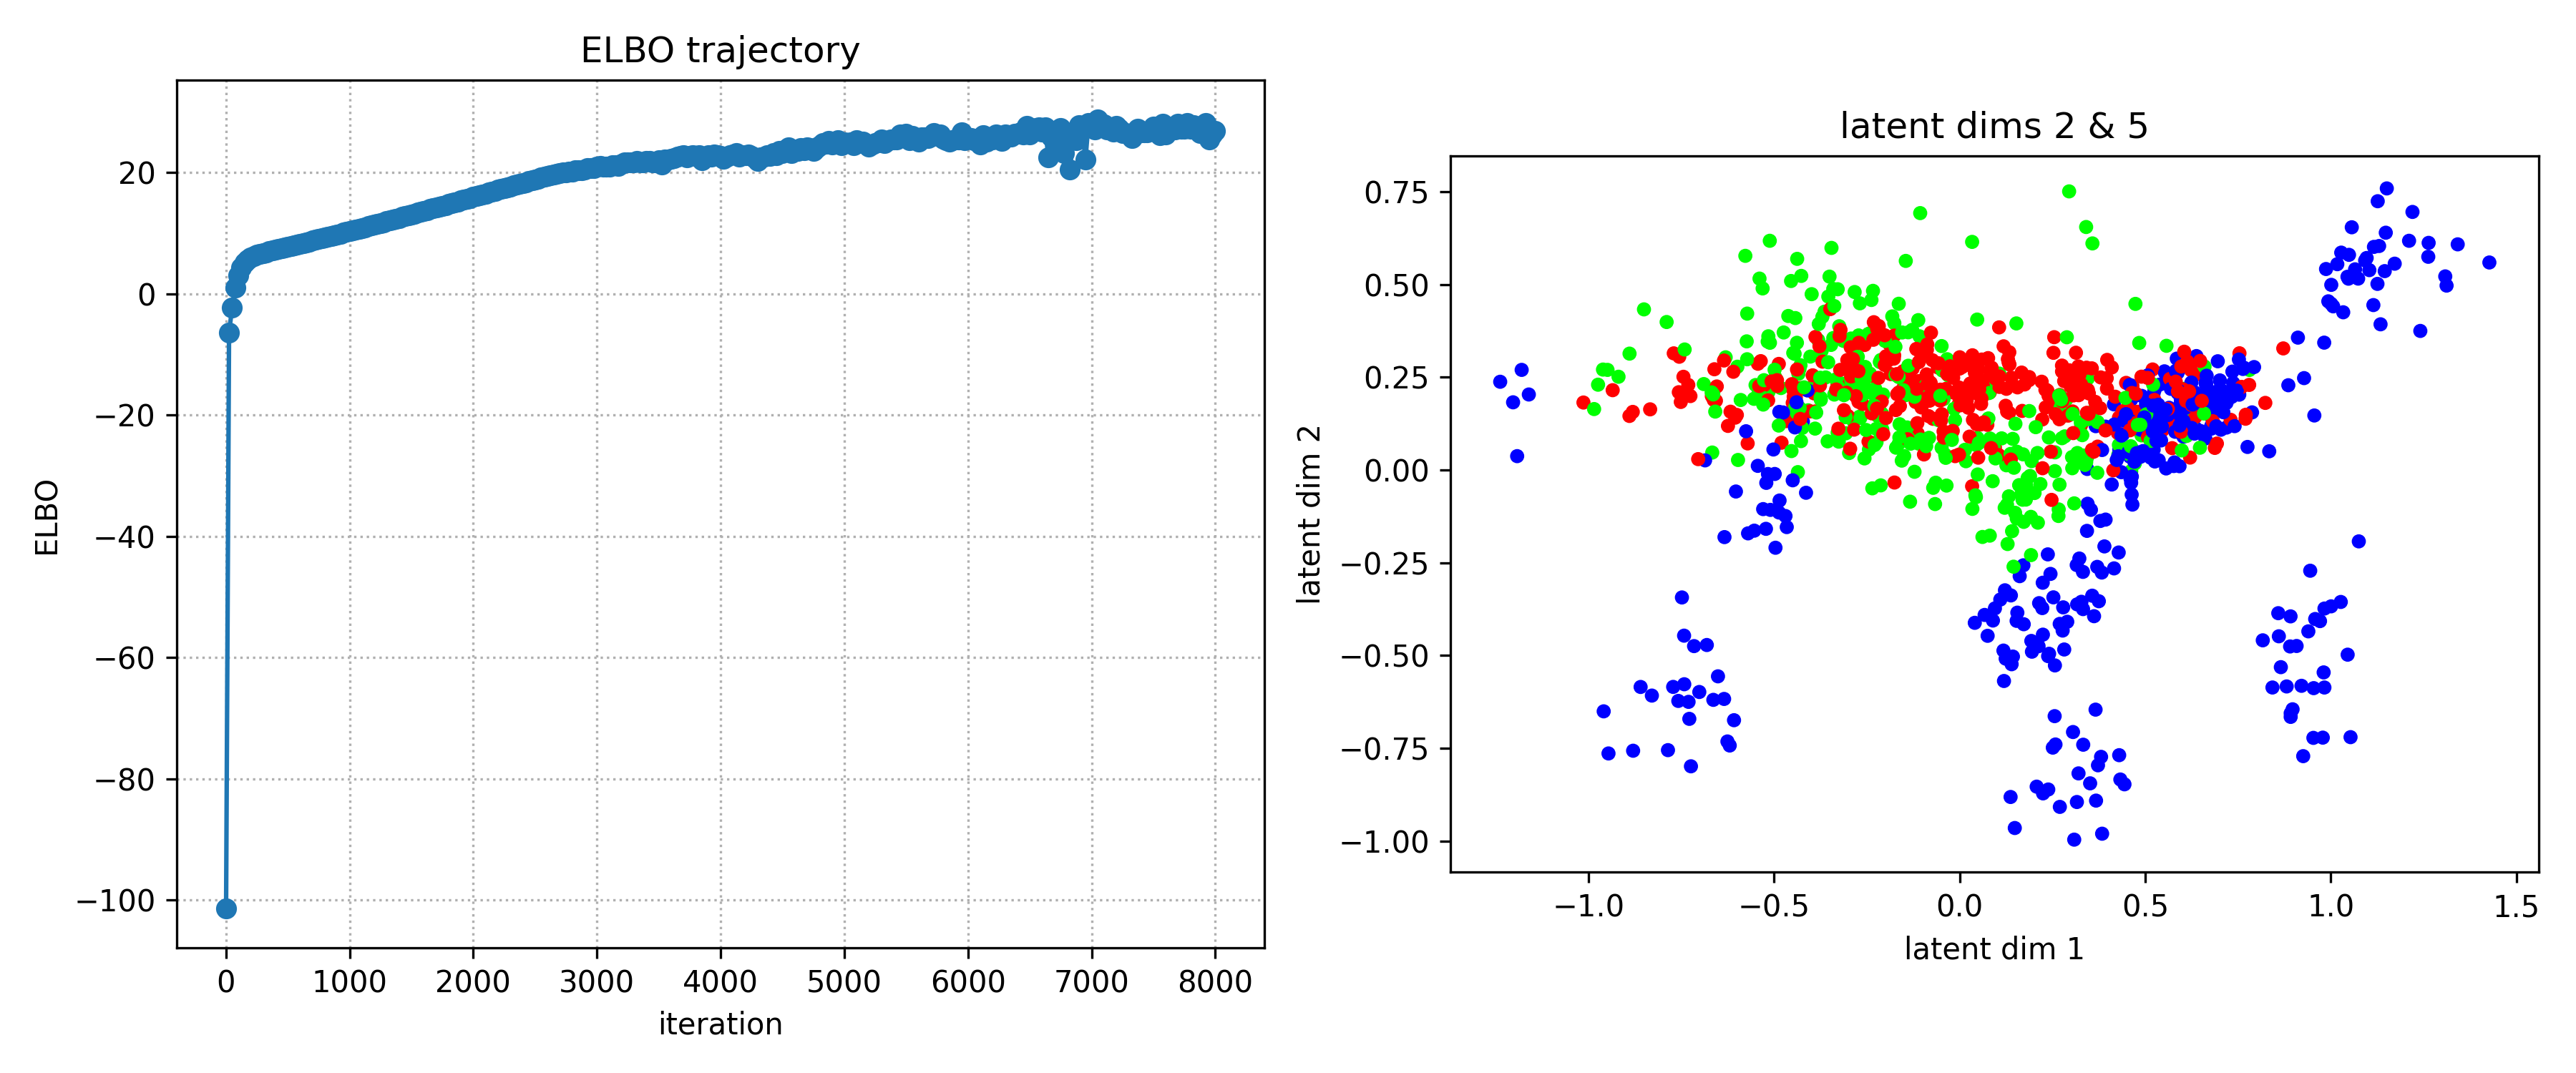 ELBO trajectory
20
0
−20
−40
−60
−80
−100
ELBO
0 1000 2000 3000 4000 5000 6000 7000 8000
iteration
latent dims 2 & 5
0.75
0.50
0.25
0.00
−0.25
−0.50
−0.75
−1.00
latent dim 2
−1.0 −0.5 0.0 0.5 1.0 1.5
latent dim 1